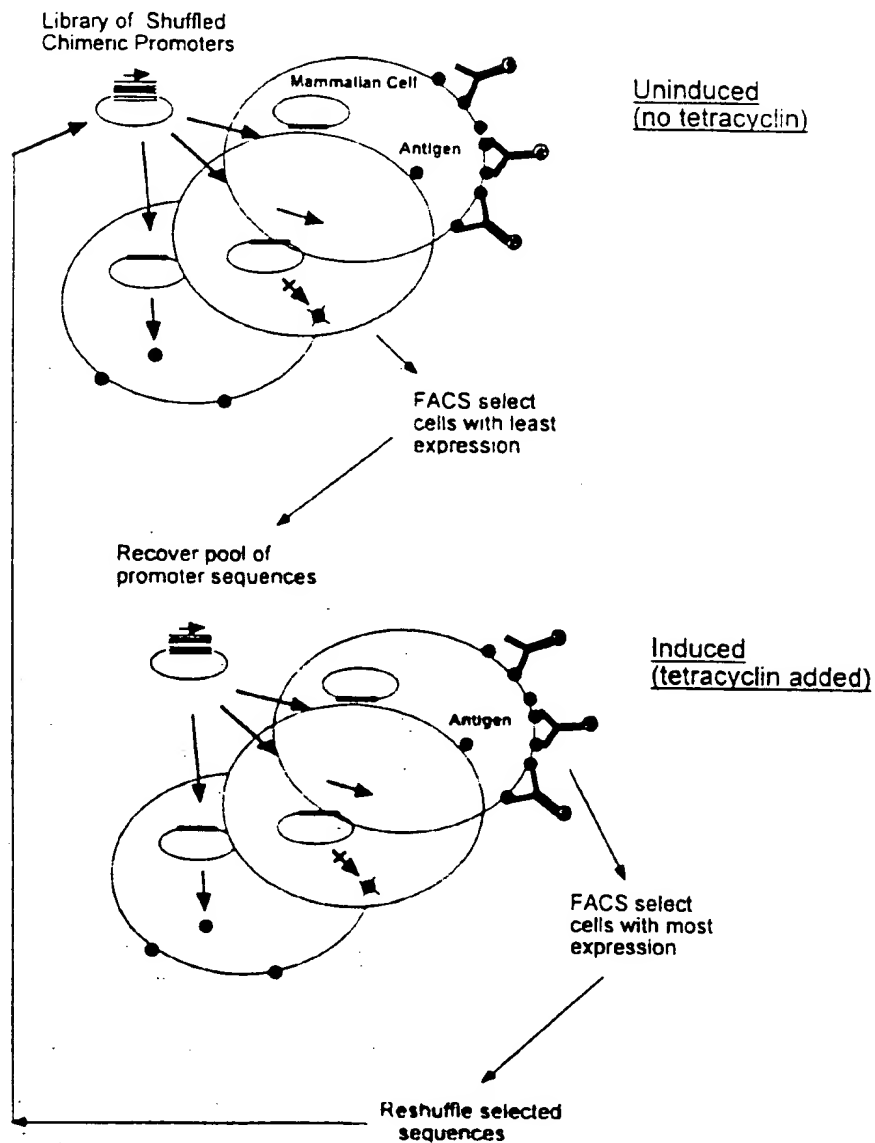 Library of Shuffled
Chimeric Promoters
Mammalian Cell
Uninduced
(no tetracyclin)
Antigen
FACS select
cells with least
expression
Recover pool of
promoter sequences
Induced
(tetracyclin added)
Antigen
FACS select
cells with most
expression
Reshuffle selected
sequences